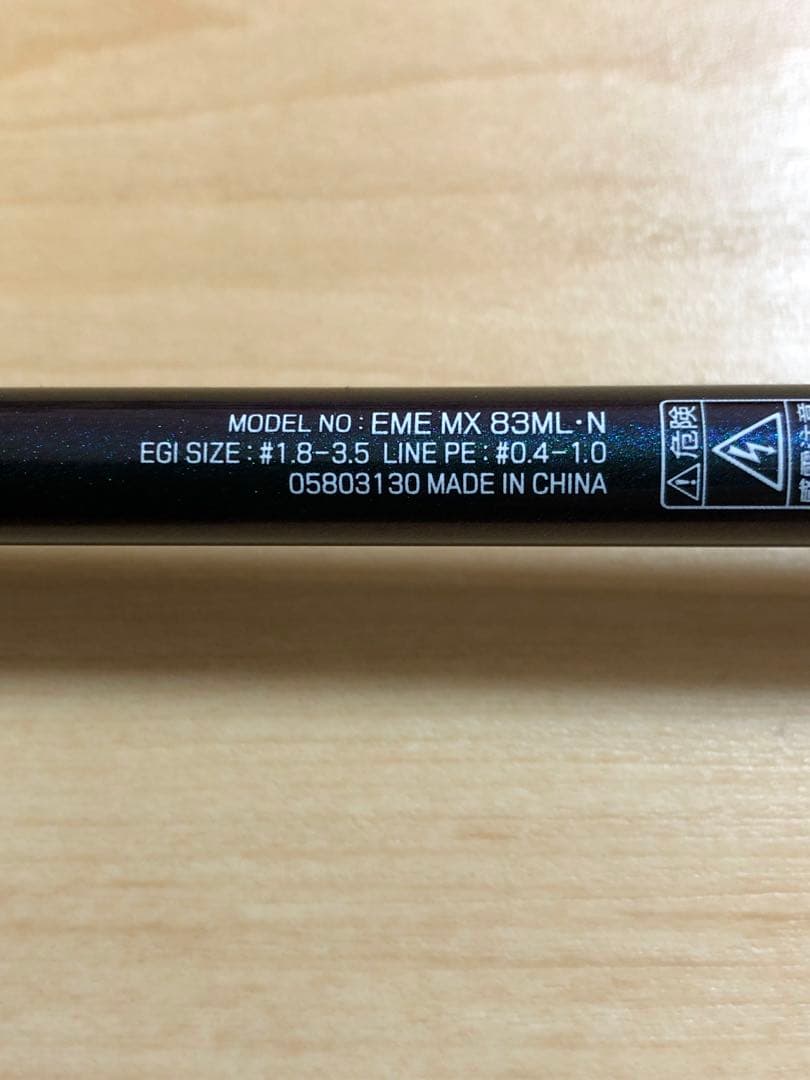 MODEL NO : EME MX 83ML・N
EGI SIZE : #1.8-3.5 LINE PE : #0.4-1.0
05803130 MADE IN CHINA
危険